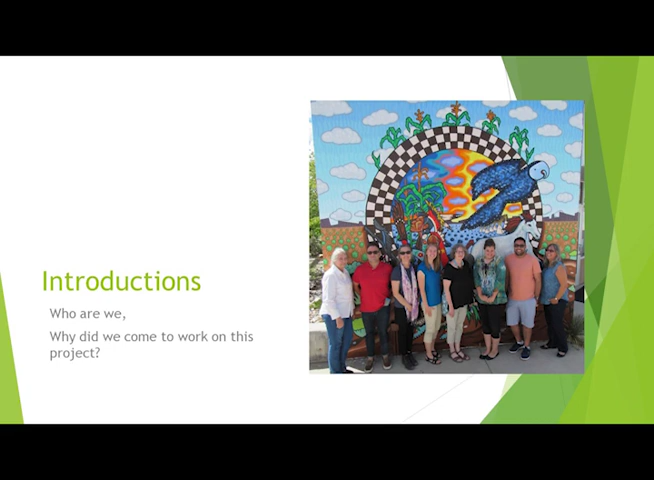 Introductions
Who are we,
Why did we come to work on this
project?